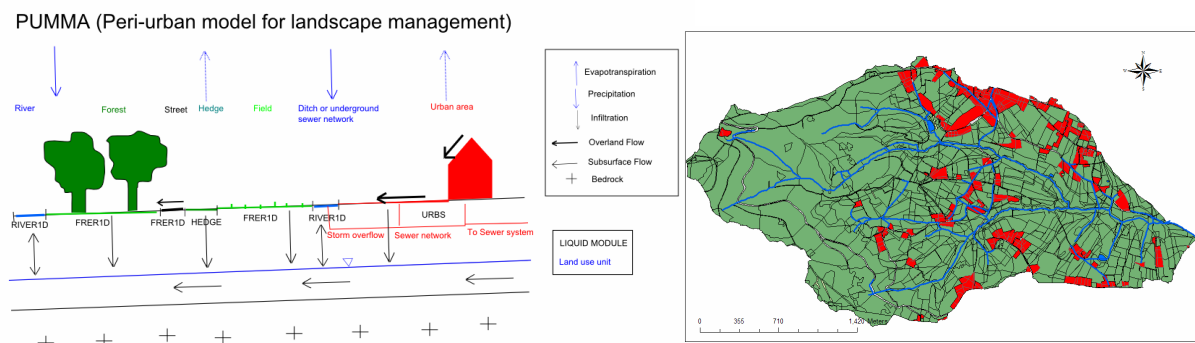 PUMMA (Peri-urban model for landscape management)
River
Forest
Street
Hedge
Field
Ditch or underground
sewer network
Urban area
RIVER1D
FRER1D
FRER1D
HEDGE
FRER1D
RIVER1D
URBS
Storm overflow
Sewer network
To Sewer system
Evapotranspiration
Precipitation
Infiltration
Overland Flow
Subsurface Flow
Bedrock
LIQUID MODULE
Land use unit
0 355 710 1,420 Meters